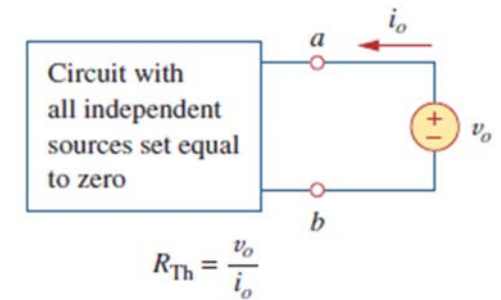 a
i_o
Circuit with
all independent
sources set equal
to zero
+
−
v_o
b
R_Th = v_o / i_o